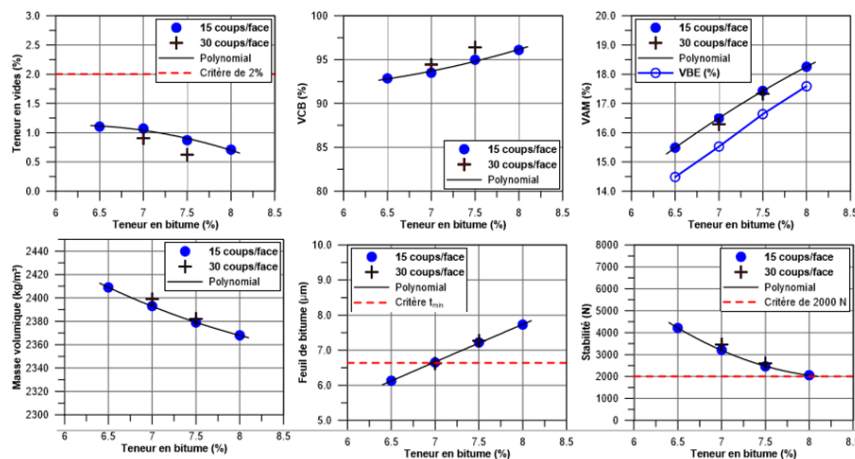 3.0
2.5
2.0
1.5
1.0
0.5
0.0
Teneur en vides (%)
15 coups/face
30 coups/face
Polynomial
Critère de 2%
6 6.5 7 7.5 8 8.5
Teneur en bitume (%)
100
95
90
85
80
VCB (%)
15 coups/face
30 coups/face
Polynomial
6 6.5 7 7.5 8 8.5
Teneur en bitume (%)
19.0
18.0
17.0
16.0
15.0
14.0
VAM (%)
15 coups/face
30 coups/face
Polynomial
VBE (%)
6 6.5 7 7.5 8 8.5
Teneur en bitume (%)
2440
2420
2400
2380
2360
2340
2320
2300
Masse volumique (kg/m³)
15 coups/face
30 coups/face
Polynomial
6 6.5 7 7.5 8 8.5
Teneur en bitume (%)
10.0
9.0
8.0
7.0
6.0
5.0
Feuil de bitume (µm)
15 coups/face
30 coups/face
Polynomial
Critère tmin
6 6.5 7 7.5 8 8.5
Teneur en bitume (%)
8000
7000
6000
5000
4000
3000
2000
1000
0
Stabilité (N)
15 coups/face
30 coups/face
Polynomial
Critère de 2000 N
6 6.5 7 7.5 8 8.5
Teneur en bitume (%)